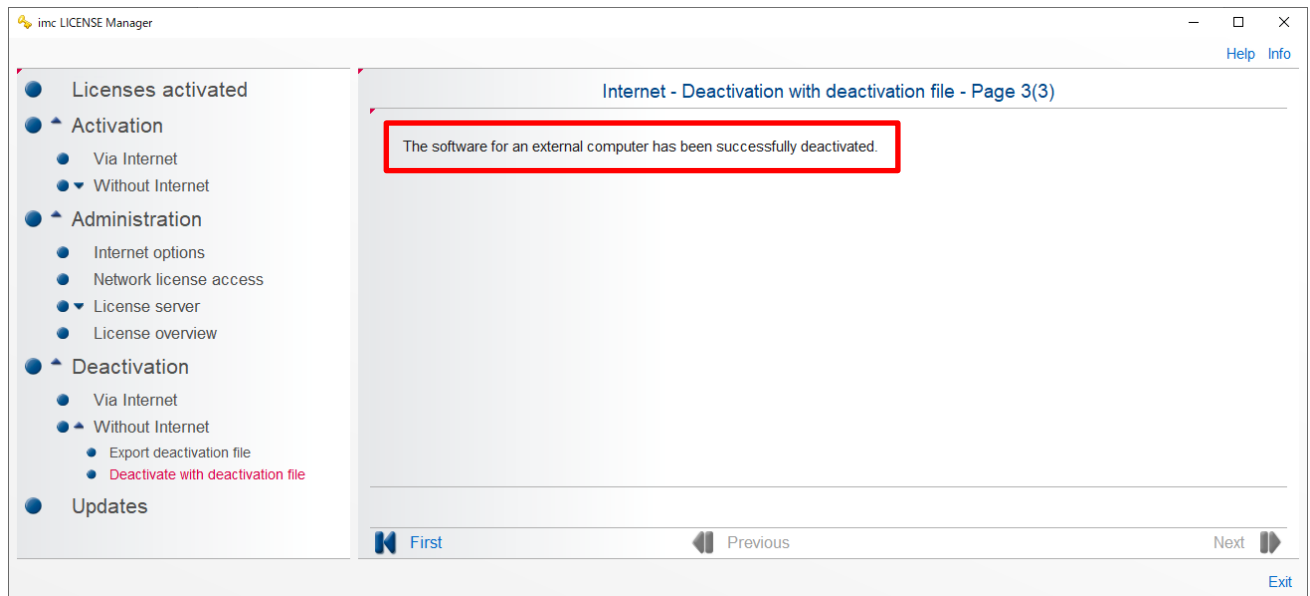 imc LICENSE Manager
Help Info
Licenses activated
Activation
Via Internet
Without Internet
Administration
Internet options
Network license access
License server
License overview
Deactivation
Via Internet
Without Internet
Export deactivation file
Deactivate with deactivation file
Updates
Internet - Deactivation with deactivation file - Page 3(3)
The software for an external computer has been successfully deactivated.
First Previous Next
Exit